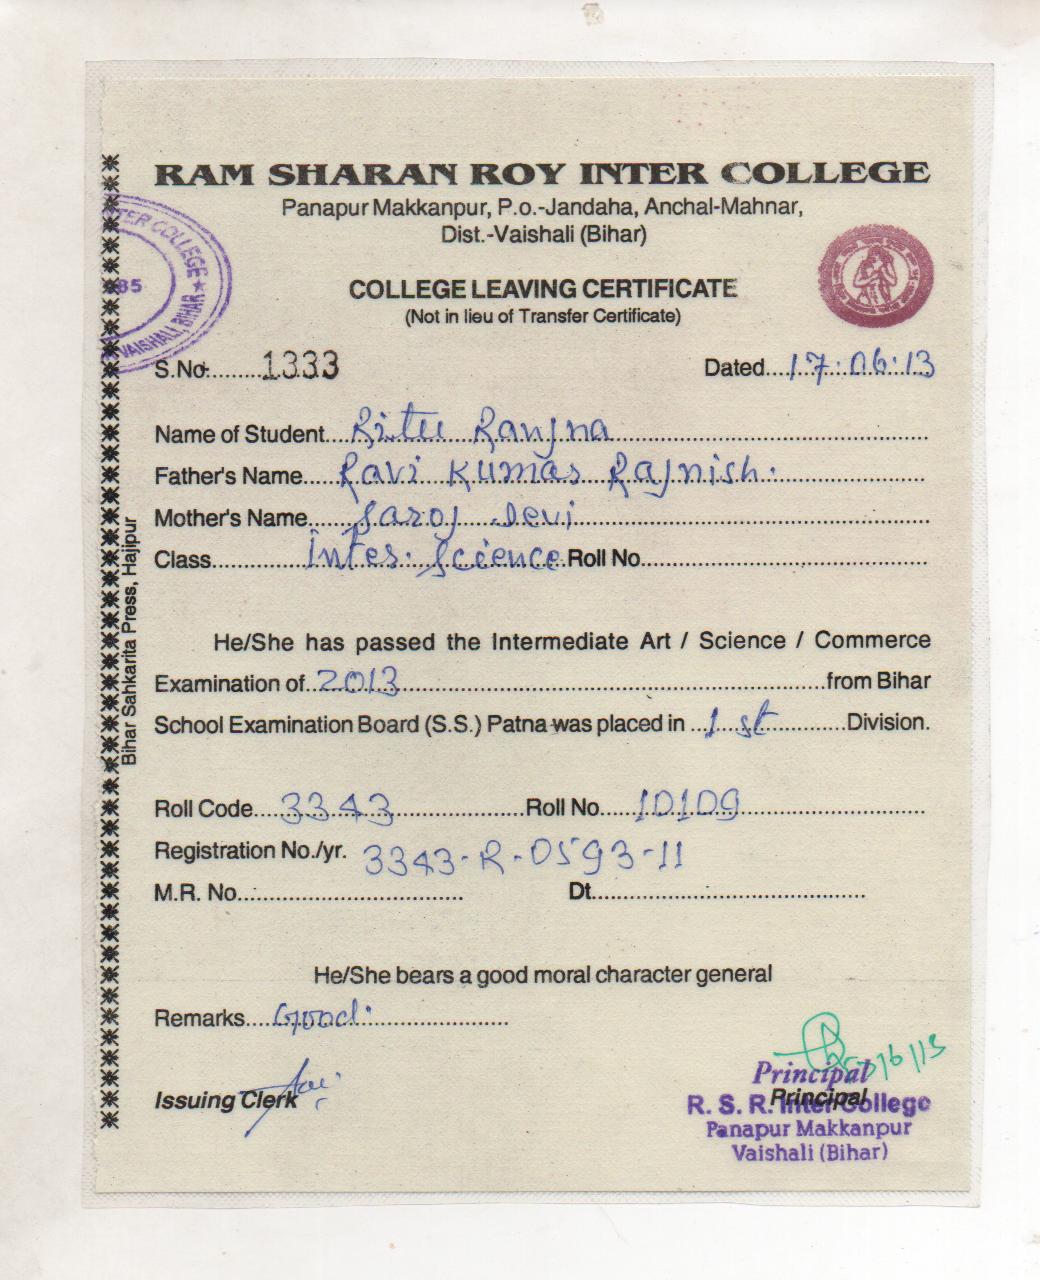 RAM SHARAN ROY INTER COLLEGE
Panapur Makkanpur, P.o.-Jandaha, Anchal-Mahnar,
Dist.-Vaishali (Bihar)
TER COLLEGE ★
85
VAISHALI, BIHAR
COLLEGE LEAVING CERTIFICATE
(Not in lieu of Transfer Certificate)
S.No.........1333 Dated....17.06.13
Name of Student...Ritu Ranjna
Father's Name....Ravi Kumar Rajnish.
Mother's Name.....Saroj Devi
Class............Inter. Science Roll No.
He/She has passed the Intermediate Art / Science / Commerce
Examination of..2013 from Bihar
School Examination Board (S.S.) Patna was placed in ..1st Division.
Roll Code....3343 Roll No....10109
Registration No./yr. 3343-R-0593-11
M.R. No. Dt.
He/She bears a good moral character general
Remarks....Good.
Issuing Clerk
Principal
Principal
R. S. R. Inter College
Panapur Makkanpur
Vaishali (Bihar)
Bihar Sahkarita Press, Hajipur